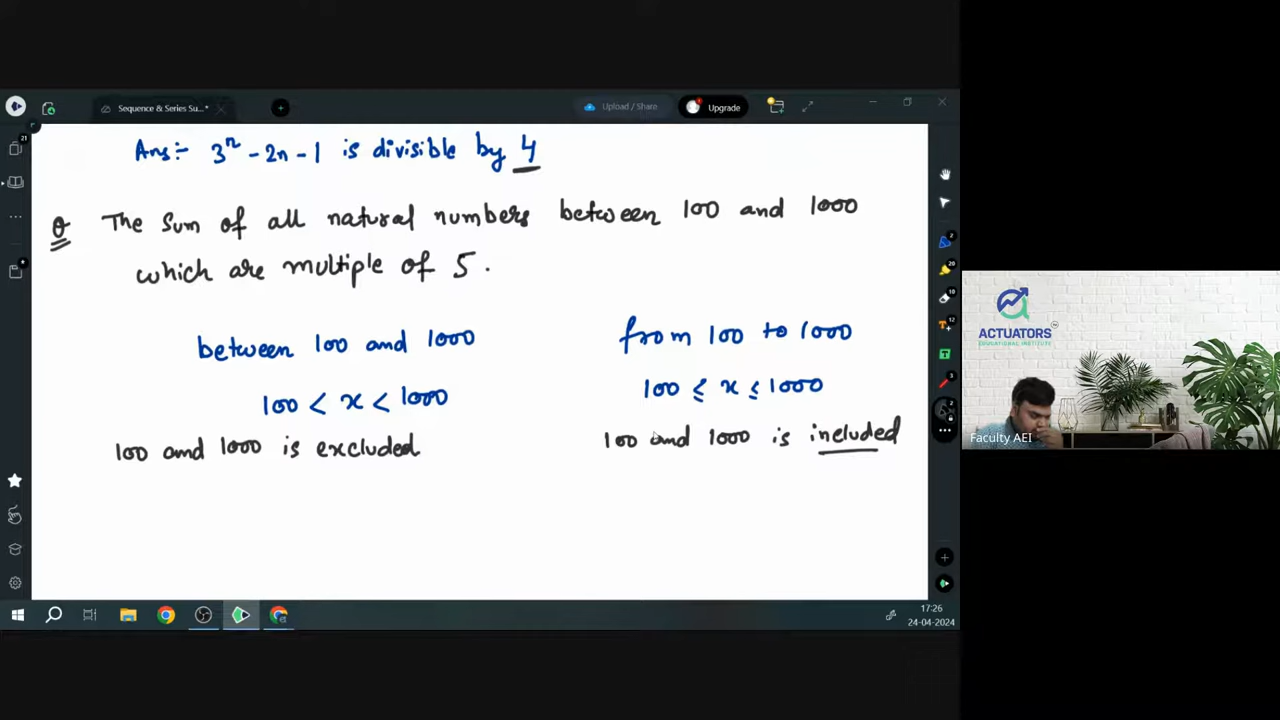 Sequence & Series Su...*
Upload / Share
Upgrade
Ans:- 3ⁿ - 2n - 1 is divisible by 4
Q The sum of all natural numbers between 100 and 1000
which are multiple of 5.
between 100 and 1000
from 100 to 1000
100 < x < 1000
100 ≤ x ≤ 1000
100 and 1000 is excluded
100 and 1000 is included
ACTUATORS
EDUCATIONAL INSTITUTE
Faculty AEI
17:26
24-04-2024